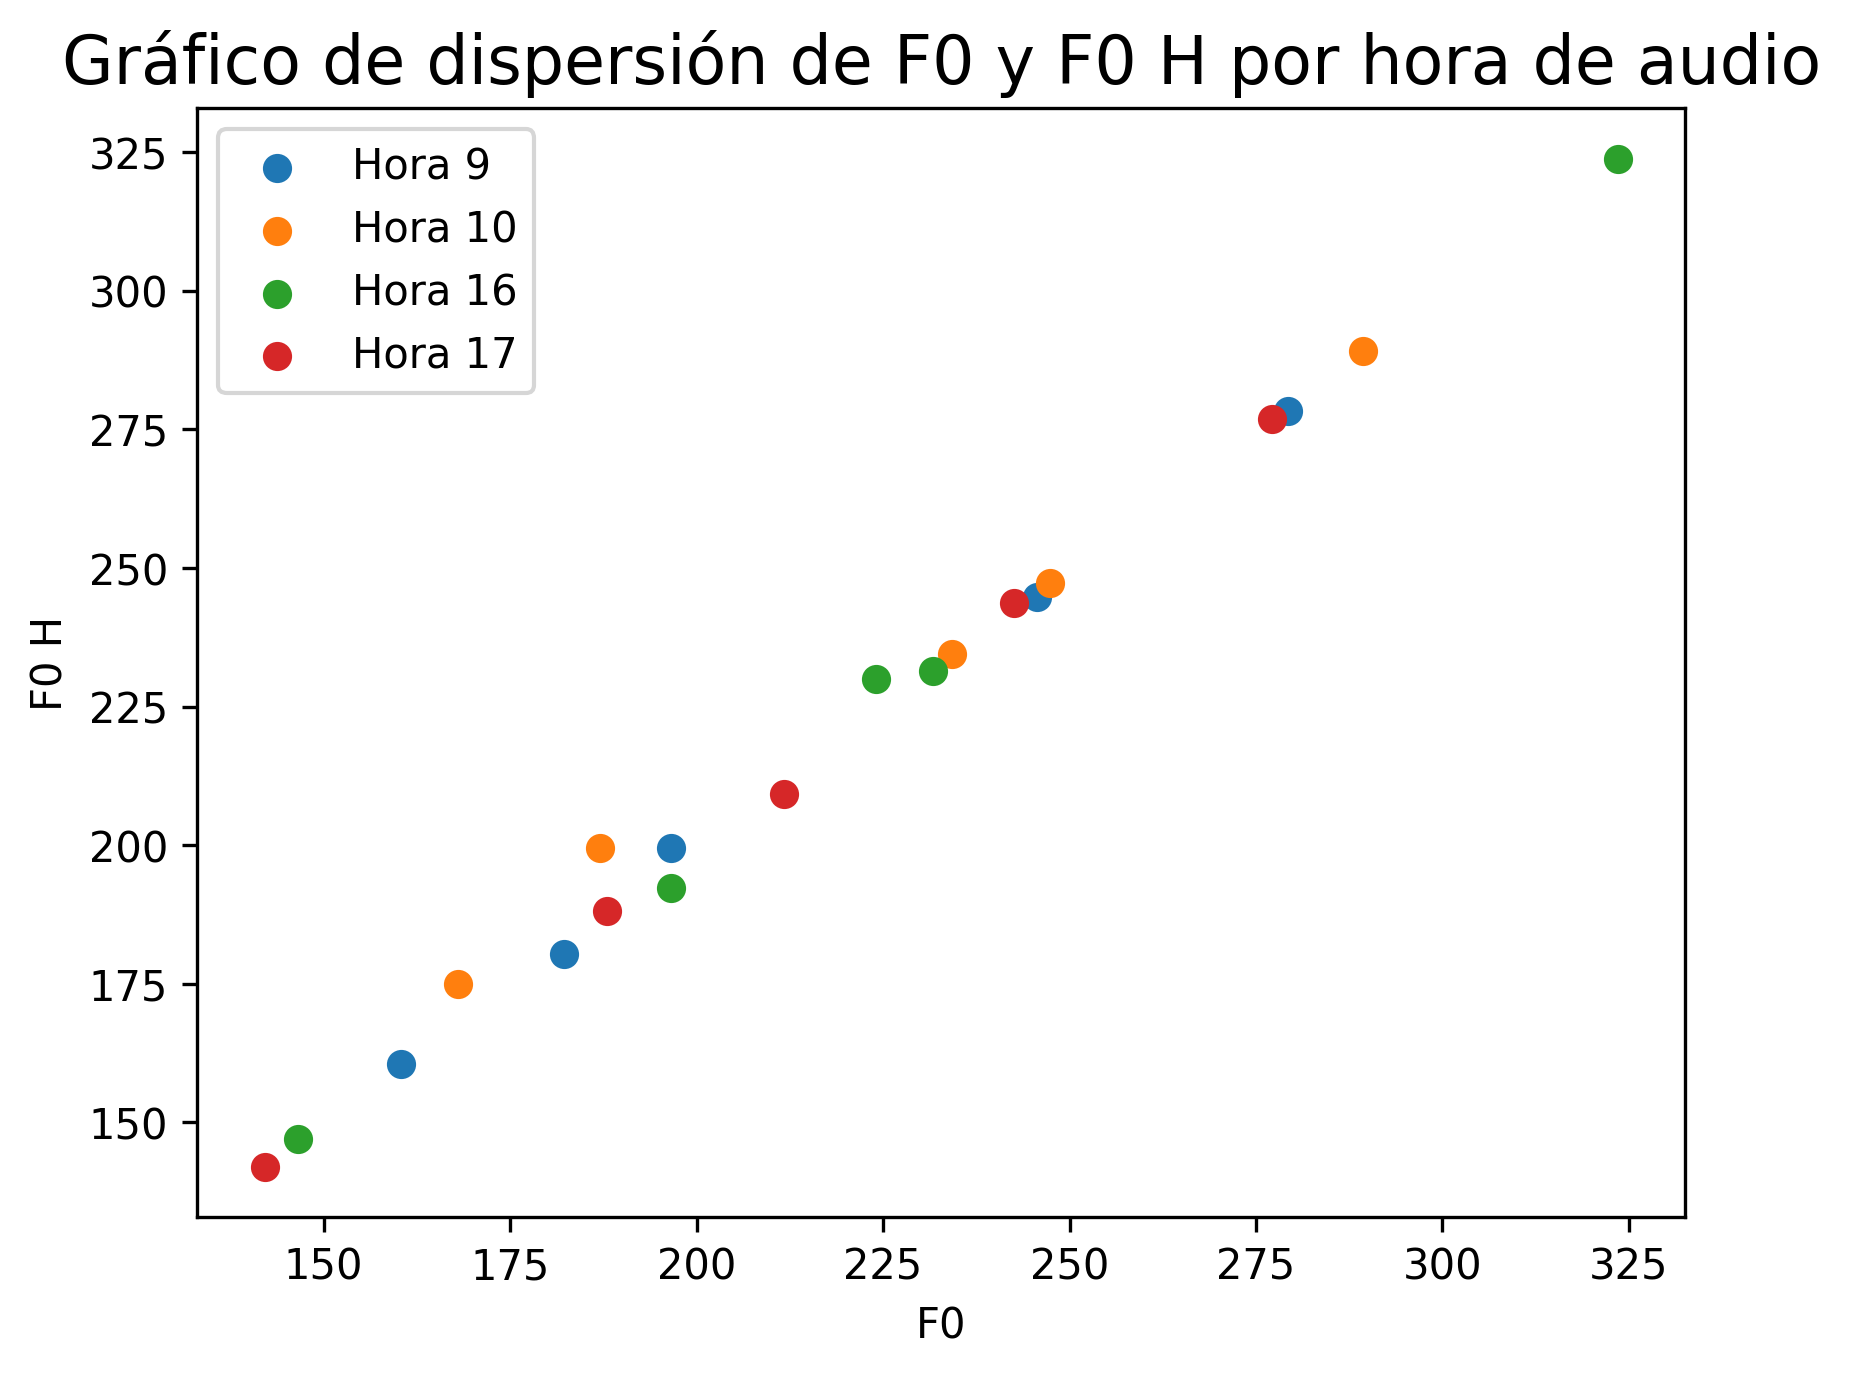 Gráfico de dispersión de F0 y F0 H por hora de audio
Hora 9
Hora 10
Hora 16
Hora 17
325
300
275
250
225
200
175
150
F0 H
150 175 200 225 250 275 300 325
F0